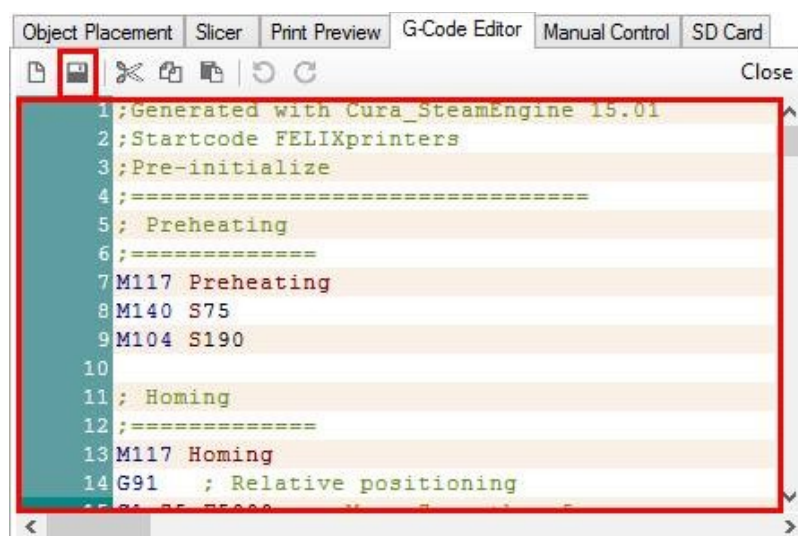 Object Placement Slicer Print Preview G-Code Editor Manual Control SD Card
Close
1 ;Generated with Cura_SteamEngine 15.01
2 ;Startcode FELIXprinters
3 ;Pre-initialize
4 ;================================
5 ; Preheating
6 ;=============
7 M117 Preheating
8 M140 S75
9 M104 S190
10
11 ; Homing
12 ;=============
13 M117 Homing
14 G91 ; Relative positioning